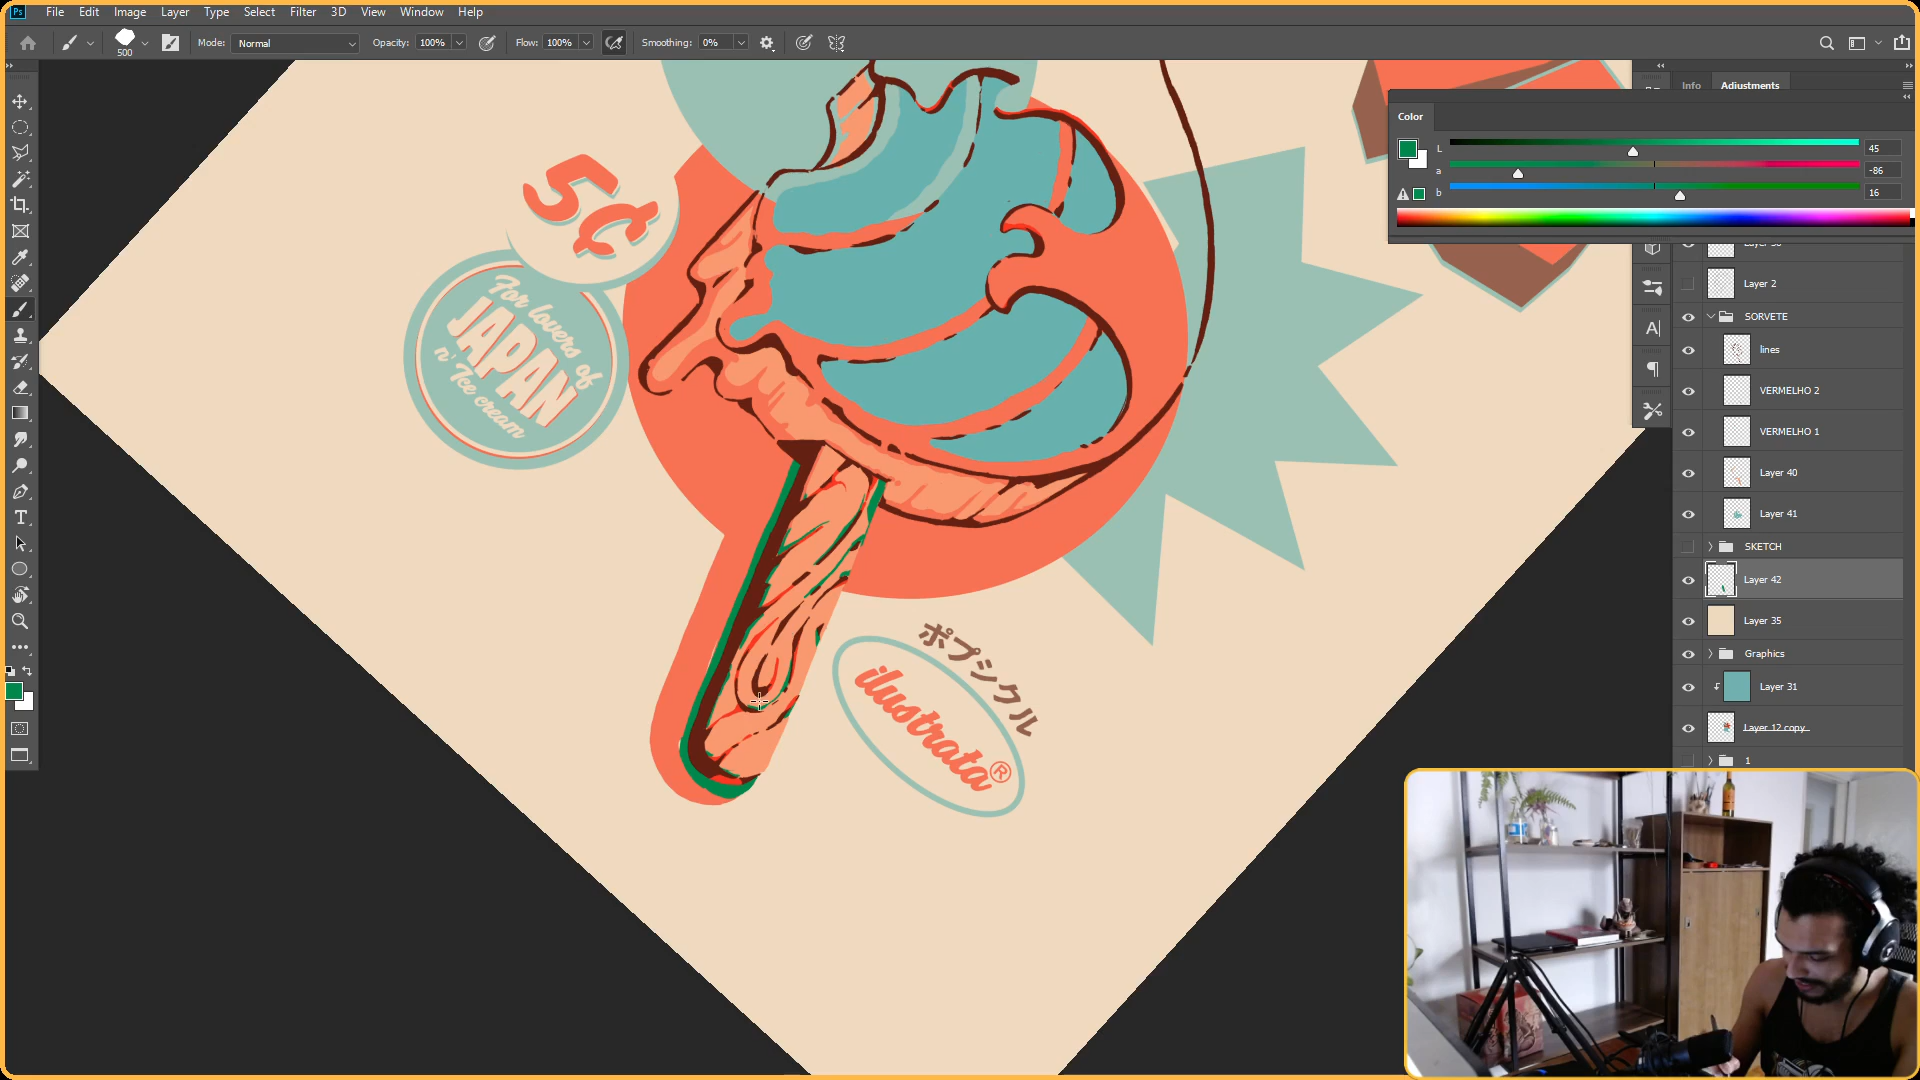 Ps File Edit Image Layer Type Select Filter 3D View Window Help
500 Mode: Normal Opacity: 100% Flow: 100% Smoothing: 0%
Info Adjustments
Color
L 45
a -86
b 16
Layer 2
SORVETE
lines
VERMELHO 2
VERMELHO 1
Layer 40
Layer 41
SKETCH
Layer 42
Layer 35
Graphics
Layer 31
Layer 12 copy
1
5¢
For lovers of
JAPAN
n' Ice cream
ポプシクル
ilustrata®